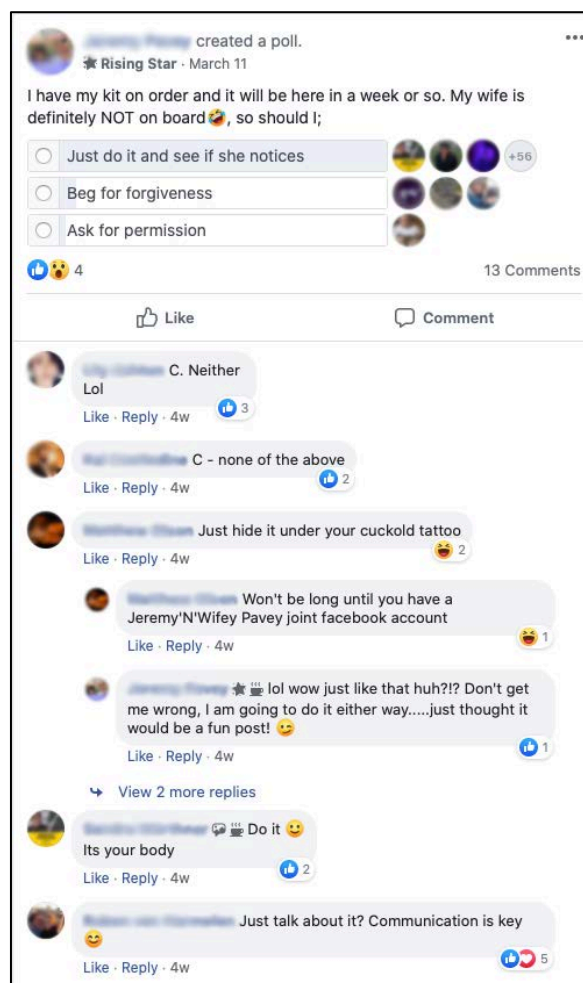 created a poll.
Rising Star · March 11
I have my kit on order and it will be here in a week or so. My wife is
definitely NOT on board🤣, so should I;
Just do it and see if she notices
+56
Beg for forgiveness
Ask for permission
4
13 Comments
Like
Comment
C. Neither
Lol
3
Like · Reply · 4w
C - none of the above
2
Like · Reply · 4w
Just hide it under your cuckold tattoo
2
Like · Reply · 4w
Won't be long until you have a
Jeremy'N'Wifey Pavey joint facebook account
1
Like · Reply · 4w
lol wow just like that huh?!? Don't get
me wrong, I am going to do it either way.....just thought it
would be a fun post! 😉
1
Like · Reply · 4w
View 2 more replies
Do it 🙂
Its your body
2
Like · Reply · 4w
Just talk about it? Communication is key
😊
5
Like · Reply · 4w